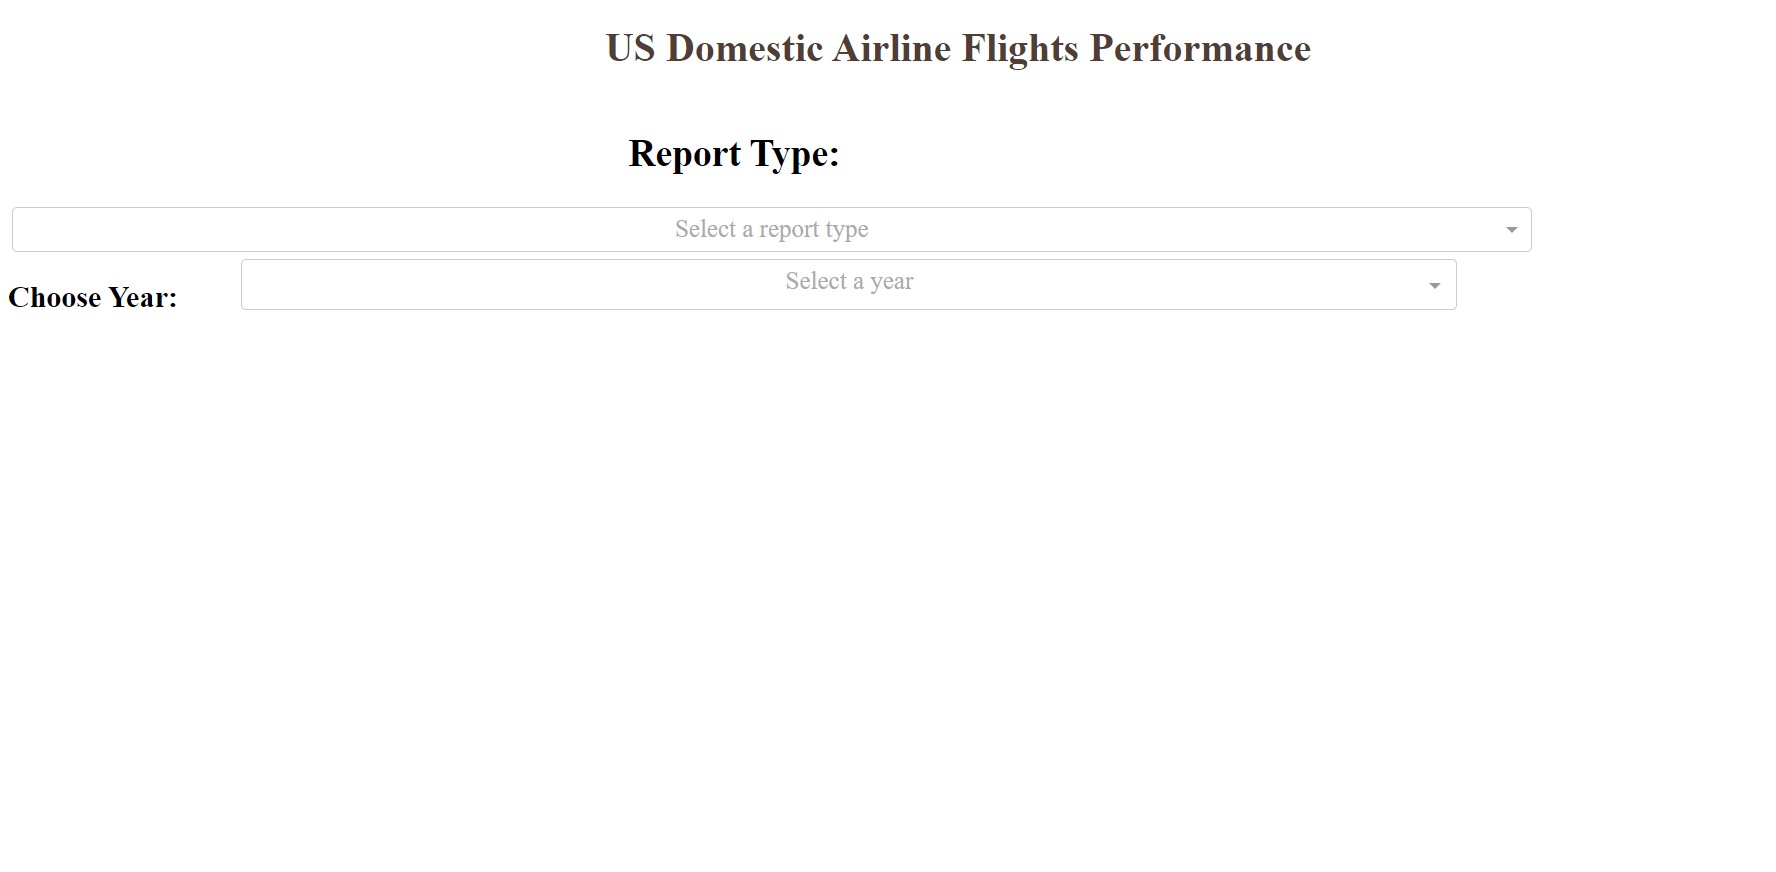 US Domestic Airline Flights Performance
Report Type:
Select a report type
Select a year
Choose Year: